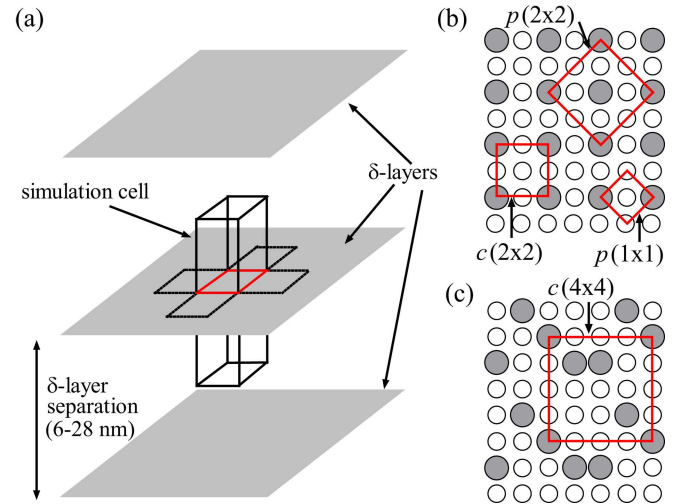 (a)
δ-layers
simulation cell
δ-layer
separation
(6-28 nm)
(b)
p(2x2)
c(2x2)
p(1x1)
(c)
c(4x4)